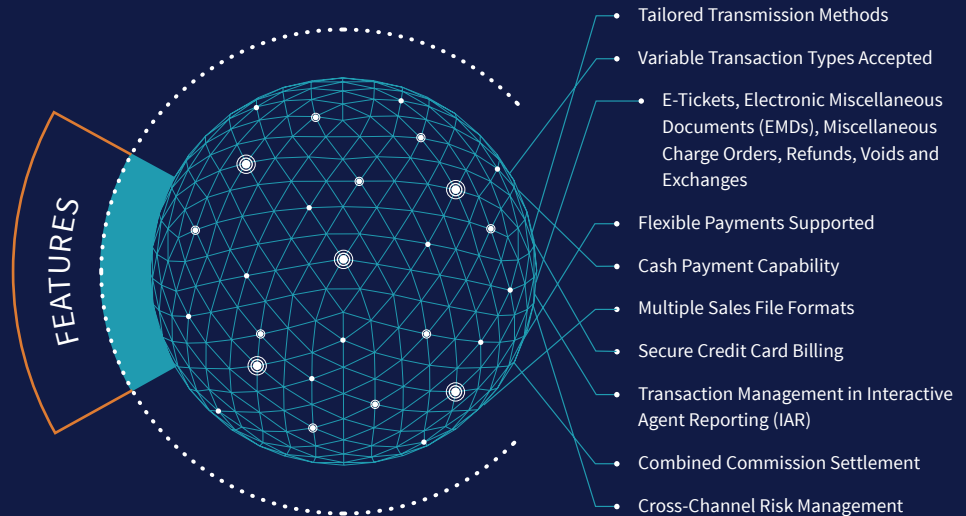 FEATURES
Tailored Transmission Methods
Variable Transaction Types Accepted
E-Tickets, Electronic Miscellaneous
Documents (EMDs), Miscellaneous
Charge Orders, Refunds, Voids and
Exchanges
Flexible Payments Supported
Cash Payment Capability
Multiple Sales File Formats
Secure Credit Card Billing
Transaction Management in Interactive
Agent Reporting (IAR)
Combined Commission Settlement
Cross-Channel Risk Management